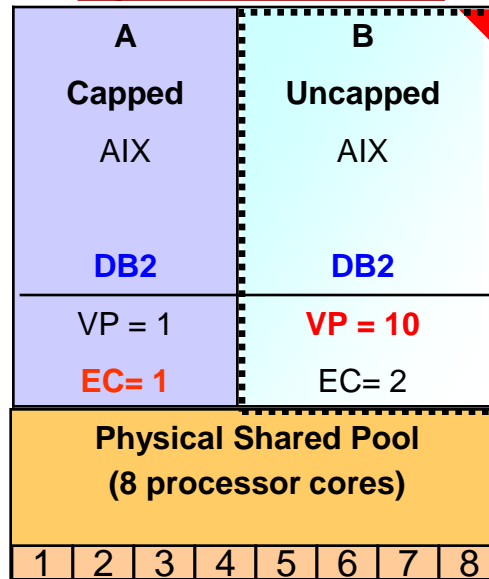 A
Capped
AIX
DB2
VP = 1
EC= 1
B
Uncapped
AIX
DB2
VP = 10
EC= 2
Physical Shared Pool
(8 processor cores)
1 2 3 4 5 6 7 8